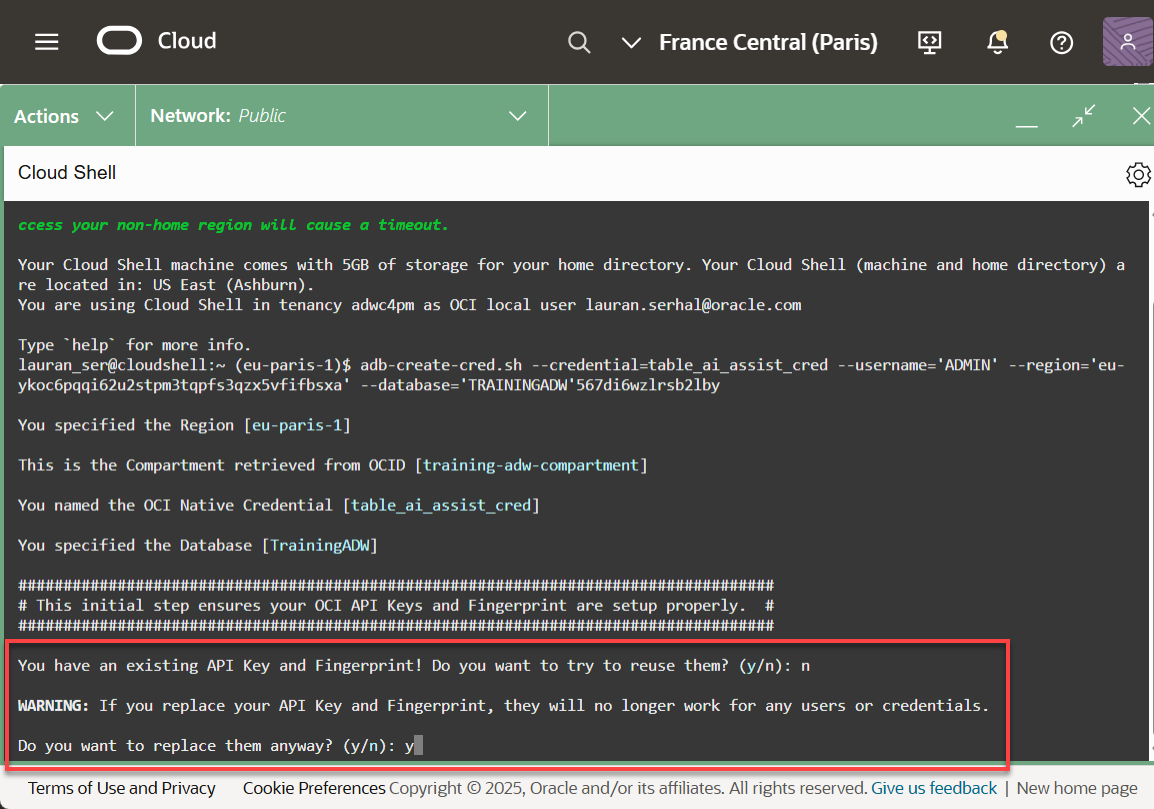 Cloud
France Central (Paris)
Actions
Network: Public
Cloud Shell
ccess your non-home region will cause a timeout.
Your Cloud Shell machine comes with 5GB of storage for your home directory. Your Cloud Shell (machine and home directory) a
re located in: US East (Ashburn).
You are using Cloud Shell in tenancy adwc4pm as OCI local user lauran.serhal@oracle.com
Type `help` for more info.
lauran_ser@cloudshell:~ (eu-paris-1)$ adb-create-cred.sh --credential=table_ai_assist_cred --username='ADMIN' --region='eu-
ykoc6pqqi62u2stpm3tqpfs3qzx5vfifbsxa' --database='TRAININGADW'567di6wzlrsb2lby
You specified the Region [eu-paris-1]
This is the Compartment retrieved from OCID [training-adw-compartment]
You named the OCI Native Credential [table_ai_assist_cred]
You specified the Database [TrainingADW]
####################################################################################
# This initial step ensures your OCI API Keys and Fingerprint are setup properly.  #
####################################################################################
You have an existing API Key and Fingerprint! Do you want to try to reuse them? (y/n): n
WARNING: If you replace your API Key and Fingerprint, they will no longer work for any users or credentials.
Do you want to replace them anyway? (y/n): y
Terms of Use and Privacy Cookie Preferences Copyright © 2025, Oracle and/or its affiliates. All rights reserved. Give us feedback | New home page